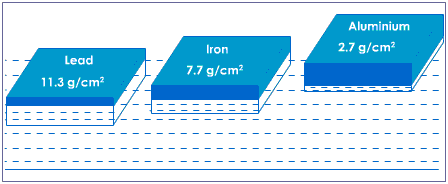 Lead
11.3 g/cm²
Iron
7.7 g/cm²
Aluminium
2.7 g/cm²